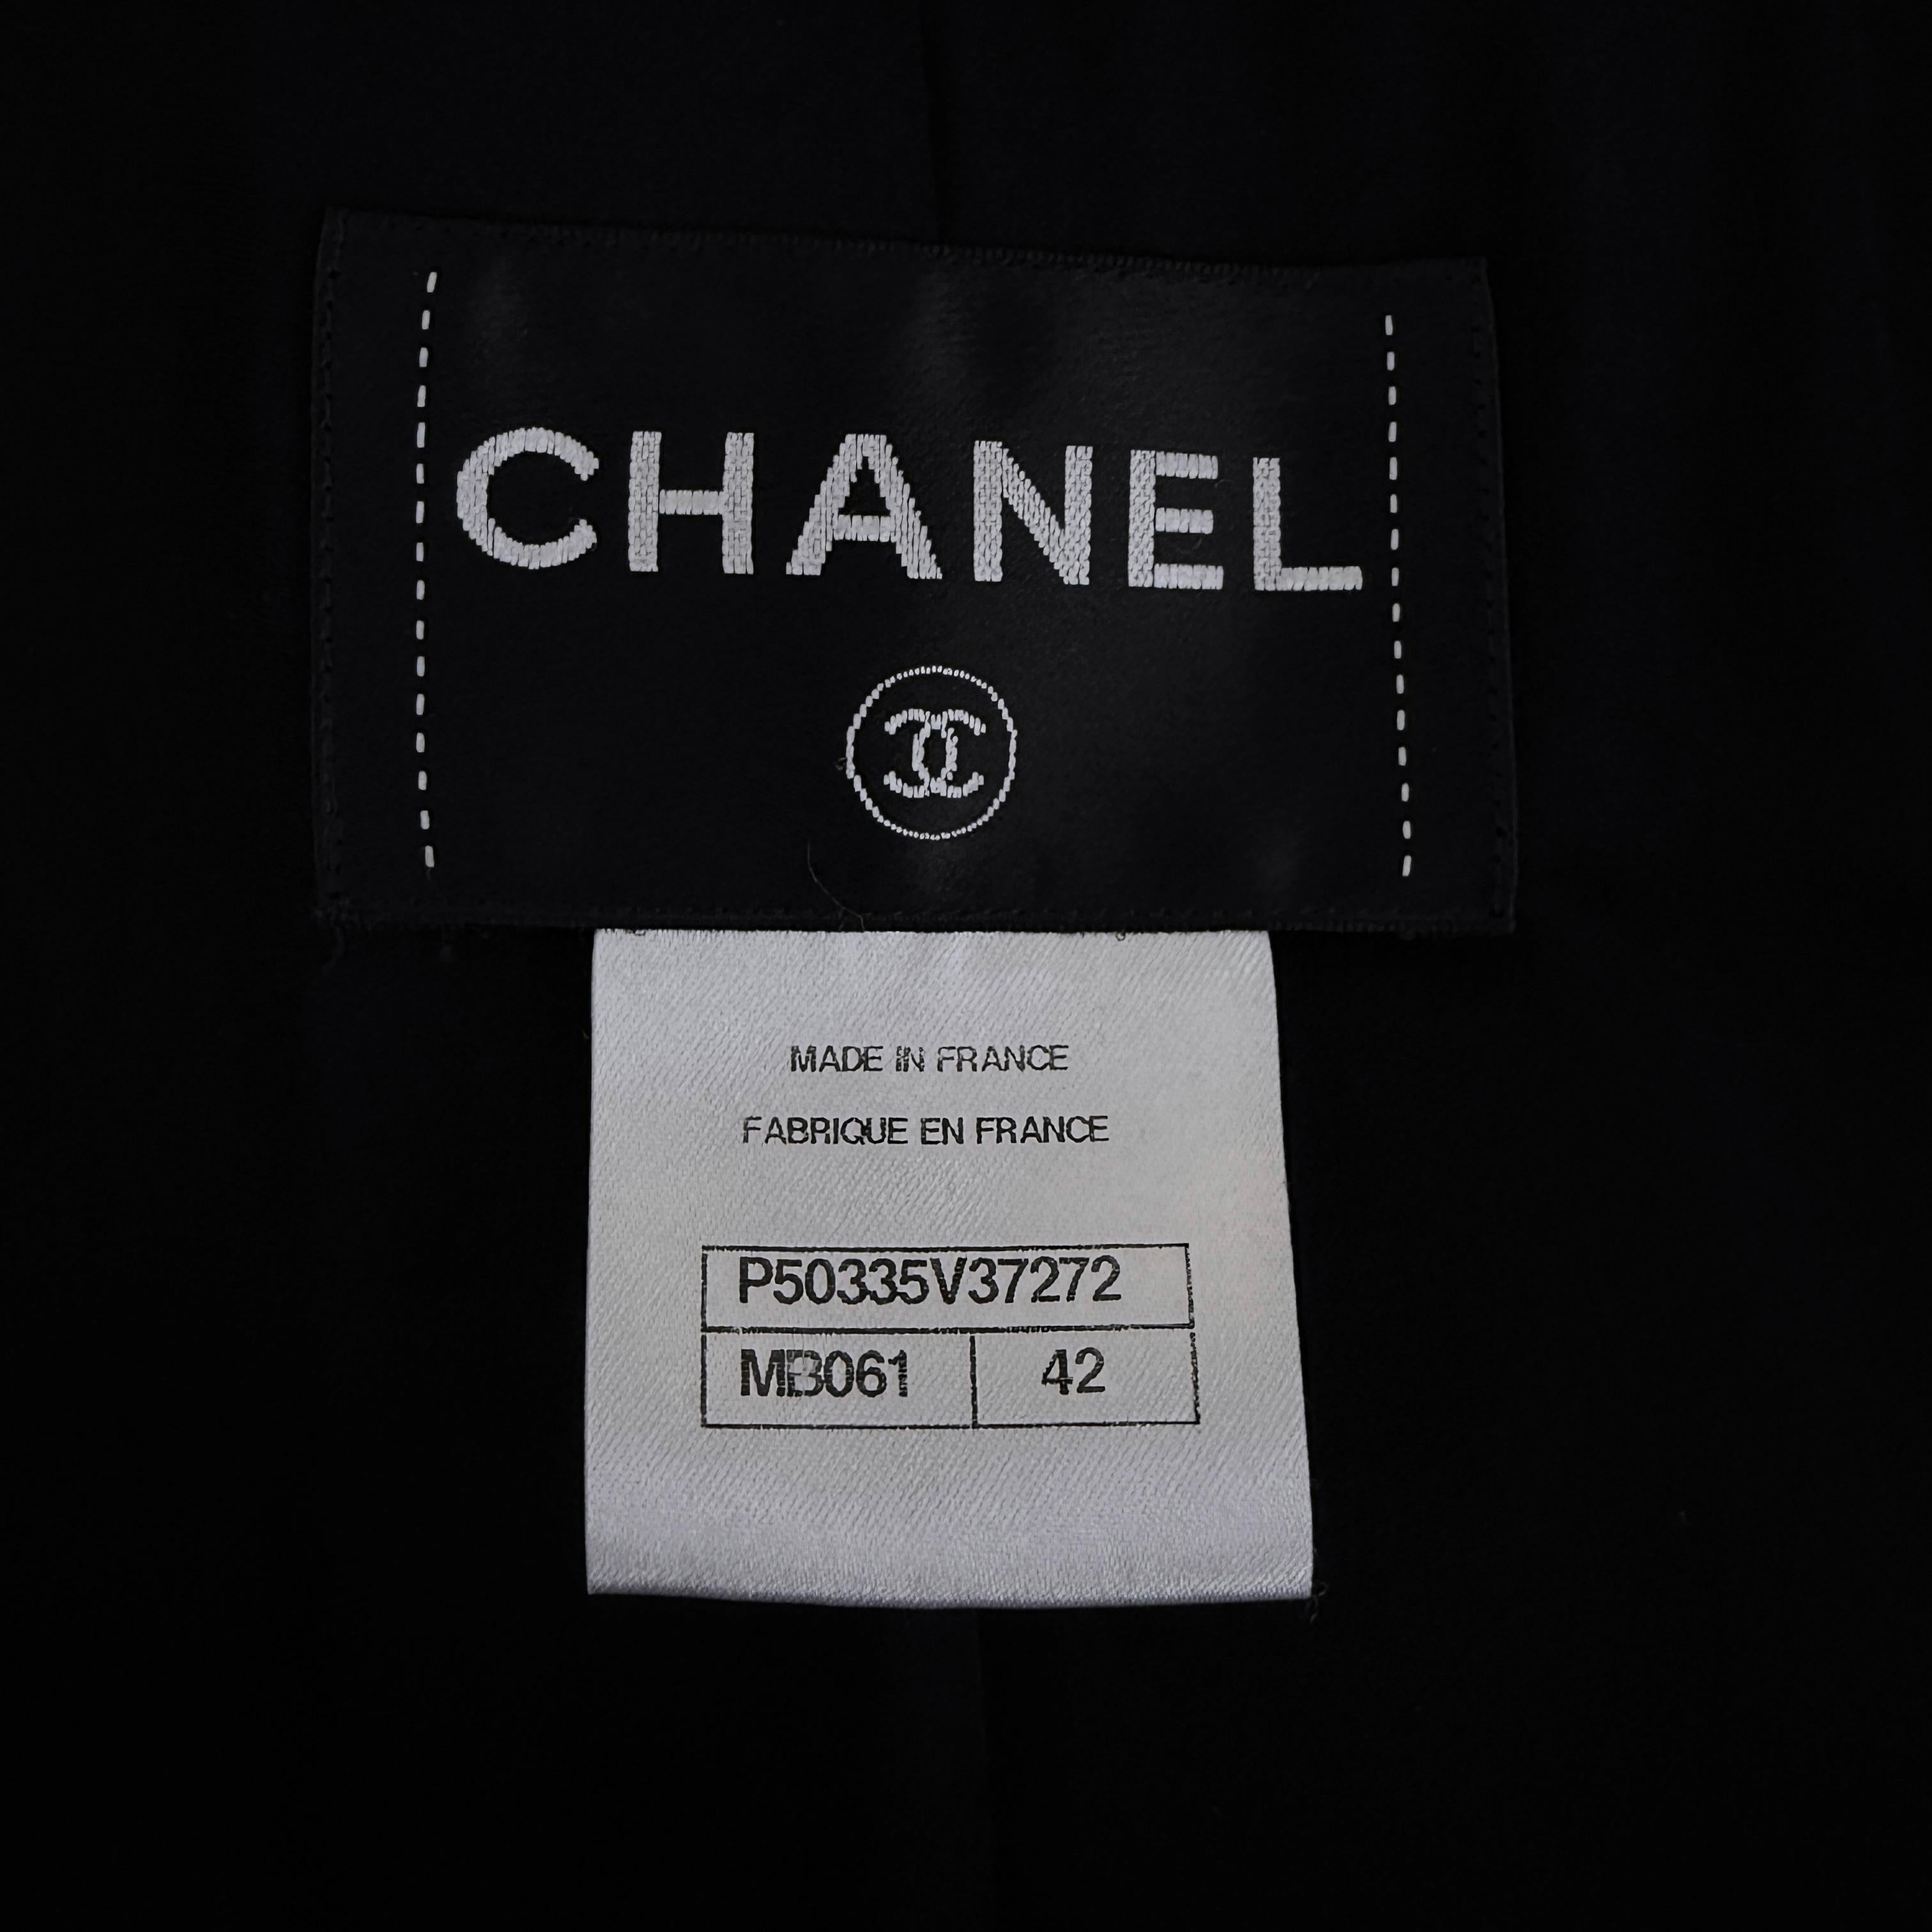 CHANEL
MADE IN FRANCE
FABRIQUE EN FRANCE
P50335V37272
MB061 42